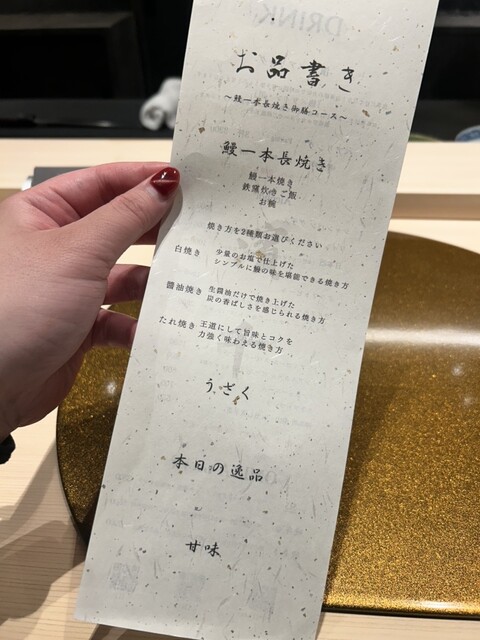 お品書き
～鰻一本長焼き御膳コース～
鰻一本長焼き
鰻一本焼き
鉄窯炊きご飯
お椀
焼き方を2種類お選びください
白焼き 少量のお塩で仕上げた
シンプルに鰻の味を堪能できる焼き方
醤油焼き 生醤油だけで焼き上げた
炭の香ばしさを感じられる焼き方
たれ焼き 王道にして旨味とコクを
力強く味わえる焼き方
うざく
本日の逸品
甘味
DRINK